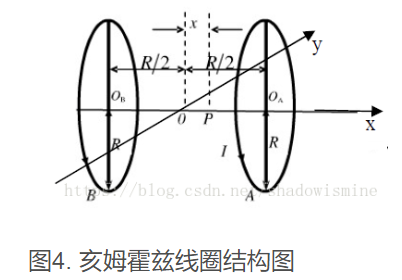 x
y
R/2 R/2
O_B O_A
0 P x
R I R
B A
https://blog.csdn.net/shadowismine
图4. 亥姆霍兹线圈结构图